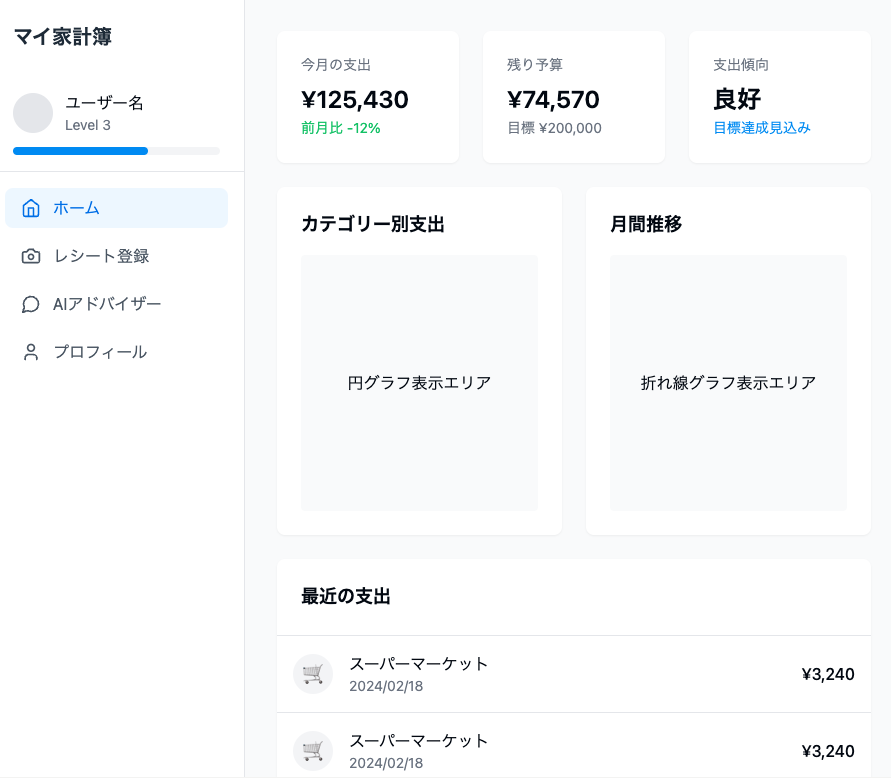 マイ家計簿
ユーザー名
Level 3
ホーム
レシート登録
AIアドバイザー
プロフィール
今月の支出
¥125,430
前月比 -12%
残り予算
¥74,570
目標 ¥200,000
支出傾向
良好
目標達成見込み
カテゴリー別支出
円グラフ表示エリア
月間推移
折れ線グラフ表示エリア
最近の支出
スーパーマーケット
2024/02/18
¥3,240
スーパーマーケット
2024/02/18
¥3,240